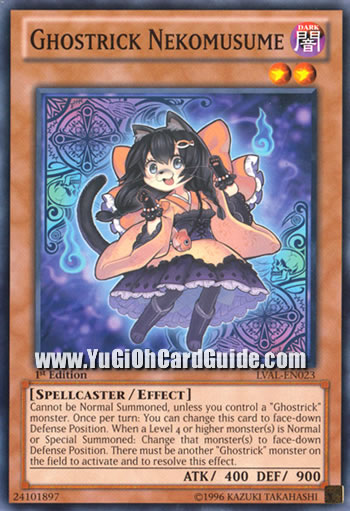 GHOSTRICK NEKOMUSUME
DARK
闇
www.YuGiOhCardGuide.com
1st Edition
LVAL-EN023
[SPELLCASTER / EFFECT]
Cannot be Normal Summoned, unless you control a "Ghostrick"
monster. Once per turn: You can change this card to face-down
Defense Position. When a Level 4 or higher monster(s) is Normal
or Special Summoned: Change that monster(s) to face-down
Defense Position. There must be another "Ghostrick" monster on
the field to activate and to resolve this effect.
ATK/ 400 DEF/ 900
24101897
©1996 KAZUKI TAKAHASHI